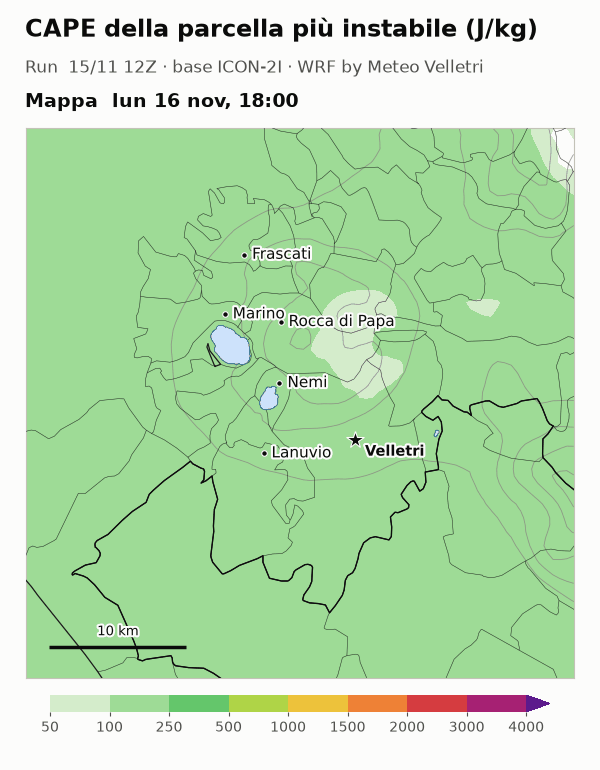 CAPE della parcella più instabile (J/kg)
Run  15/11 12Z · base ICON-2I · WRF by Meteo Velletri
Mappa  lun 16 nov, 18:00
Frascati
Marino
Rocca di Papa
Nemi
Velletri
Lanuvio
10 km
50 100 250 500 1000 1500 2000 3000 4000